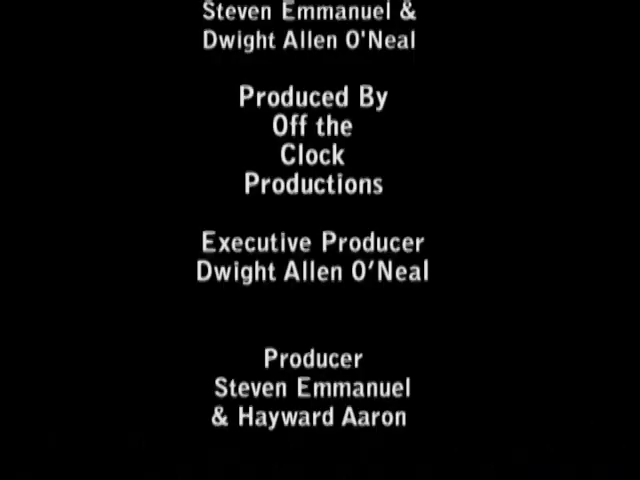 Steven Emmanuel &
Dwight Allen O'Neal
Produced By
Off the
Clock
Productions
Executive Producer
Dwight Allen O’Neal
Producer
Steven Emmanuel
& Hayward Aaron